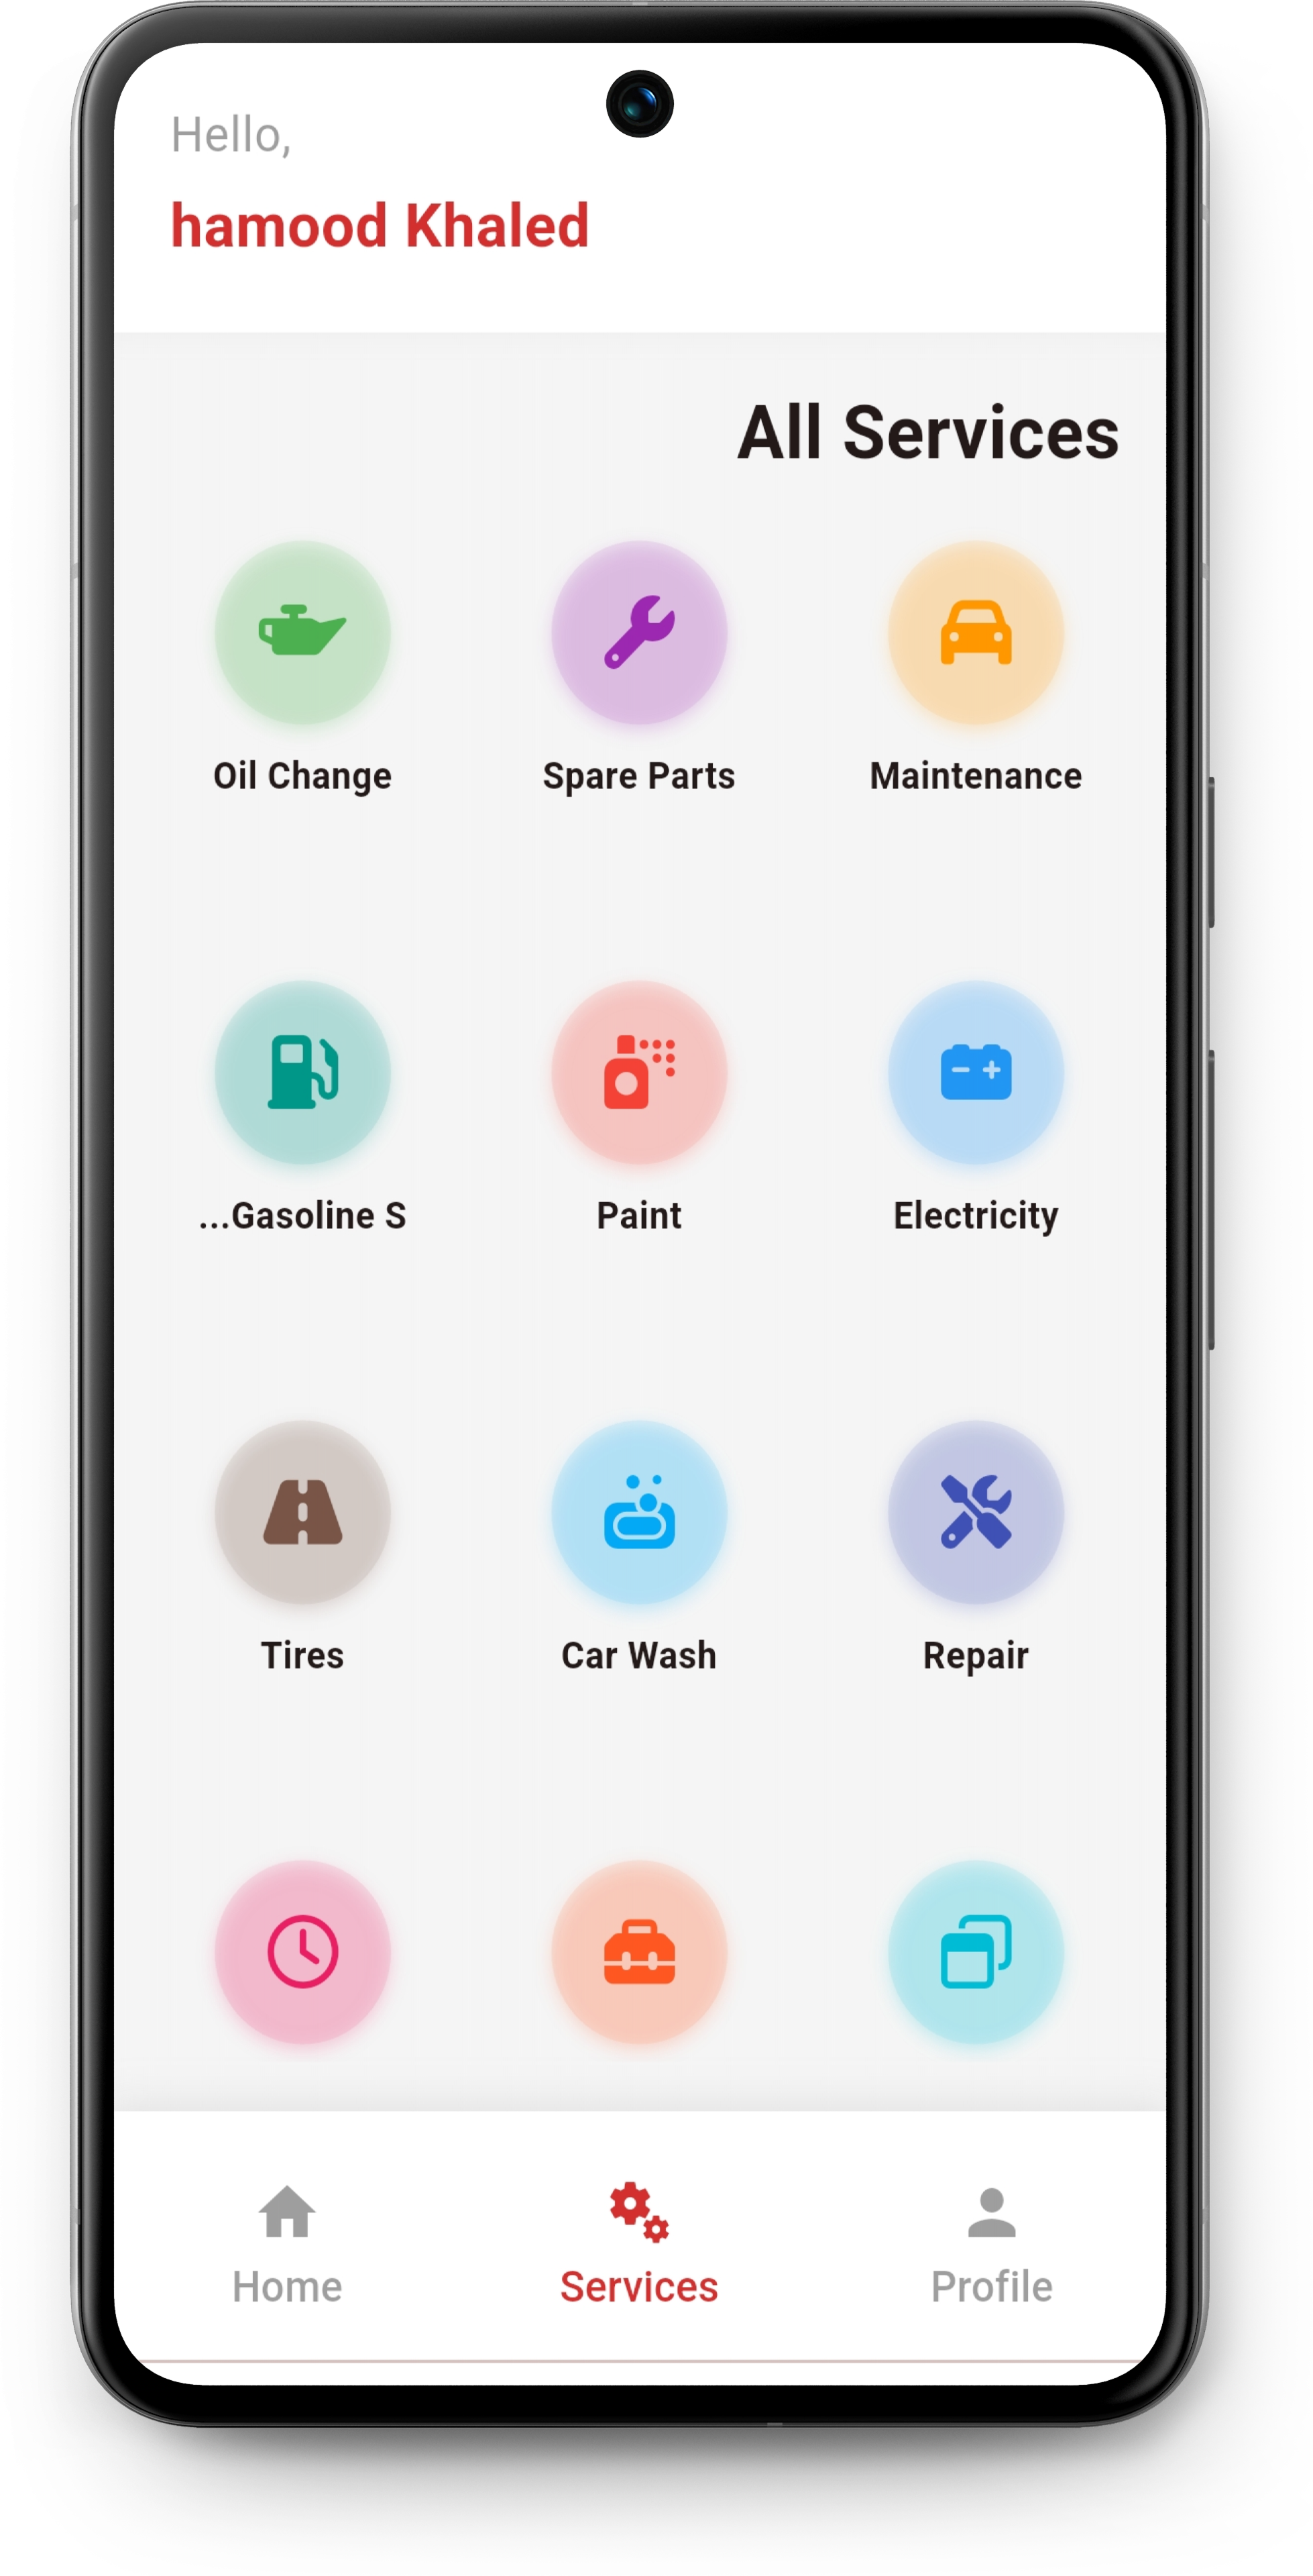 Hello,
hamood Khaled
All Services
Oil Change
Spare Parts
Maintenance
...Gasoline S
Paint
Electricity
Tires
Car Wash
Repair
Home
Services
Profile